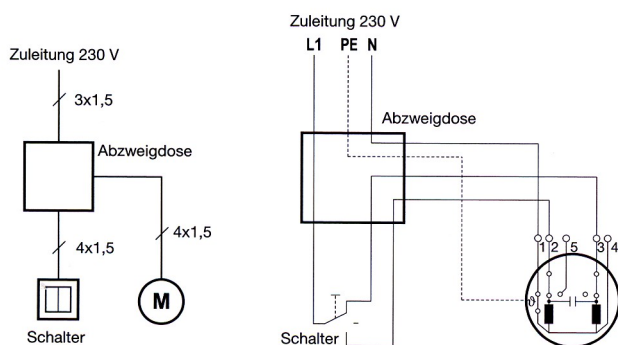 Zuleitung 230 V
3x1,5
Abzweigdose
4x1,5
4x1,5
M
Schalter
Zuleitung 230 V
L1 PE N
Abzweigdose
1 2 5 3 4
ϑ
Schalter